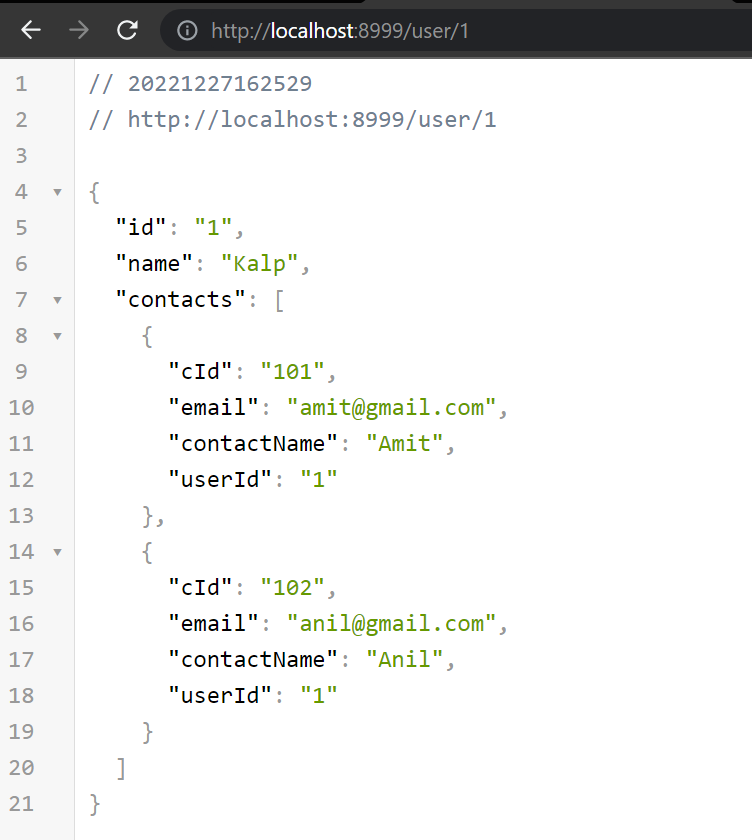 http://localhost:8999/user/1
1 // 20221227162529
2 // http://localhost:8999/user/1
3
4 {
5 "id": "1",
6 "name": "Kalp",
7 "contacts": [
8 {
9 "cId": "101",
10 "email": "amit@gmail.com",
11 "contactName": "Amit",
12 "userId": "1"
13 },
14 {
15 "cId": "102",
16 "email": "anil@gmail.com",
17 "contactName": "Anil",
18 "userId": "1"
19 }
20 ]
21 }